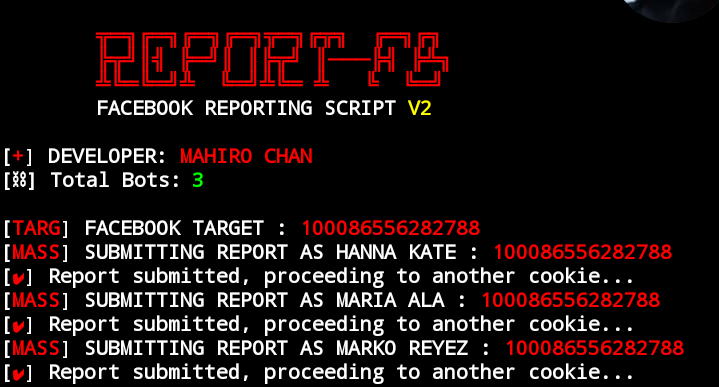 REPORT-FB
FACEBOOK REPORTING SCRIPT V2
[+] DEVELOPER: MAHIRO CHAN
[⛓] Total Bots: 3
[TARG] FACEBOOK TARGET : 100086556282788
[MASS] SUBMITTING REPORT AS HANNA KATE : 100086556282788
[✔] Report submitted, proceeding to another cookie...
[MASS] SUBMITTING REPORT AS MARIA ALA : 100086556282788
[✔] Report submitted, proceeding to another cookie...
[MASS] SUBMITTING REPORT AS MARKO REYEZ : 100086556282788
[✔] Report submitted, proceeding to another cookie...